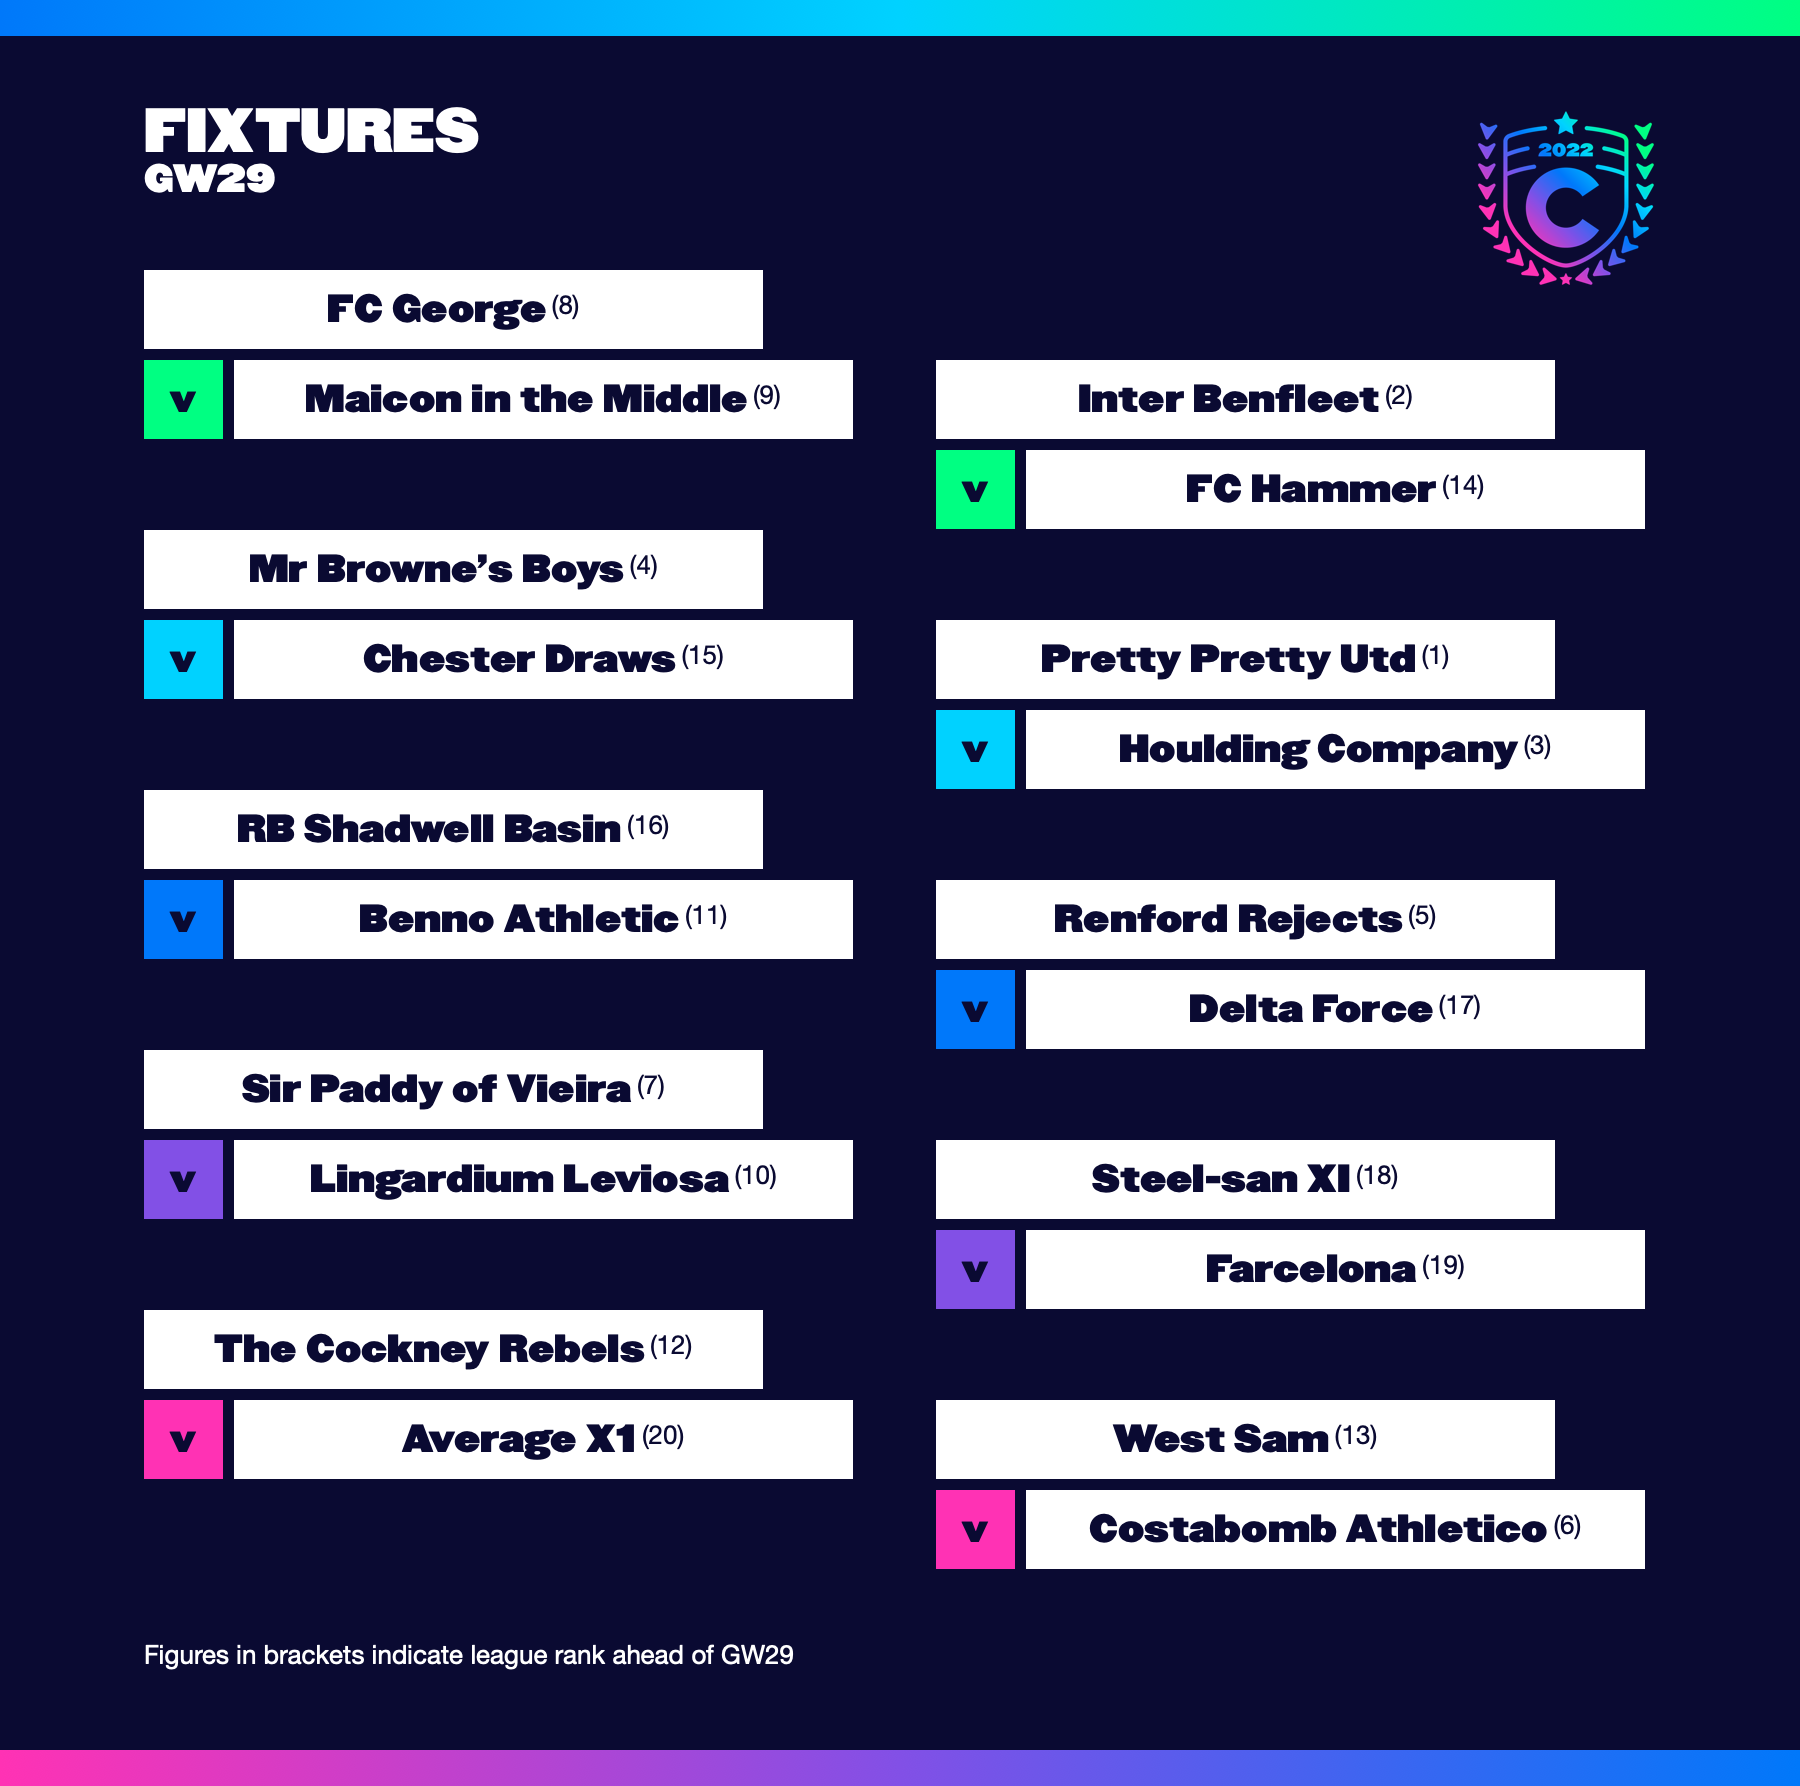 FIXTURES
GW29
2022
C
FC George (8)
v Maicon in the Middle (9)
Mr Browne’s Boys (4)
v Chester Draws (15)
RB Shadwell Basin (16)
v Benno Athletic (11)
Sir Paddy of Vieira (7)
v Lingardium Leviosa (10)
The Cockney Rebels (12)
v Average X1 (20)
Inter Benfleet (2)
v FC Hammer (14)
Pretty Pretty Utd (1)
v Houlding Company (3)
Renford Rejects (5)
v Delta Force (17)
Steel-san XI (18)
v Farcelona (19)
West Sam (13)
v Costabomb Athletico (6)
Figures in brackets indicate league rank ahead of GW29